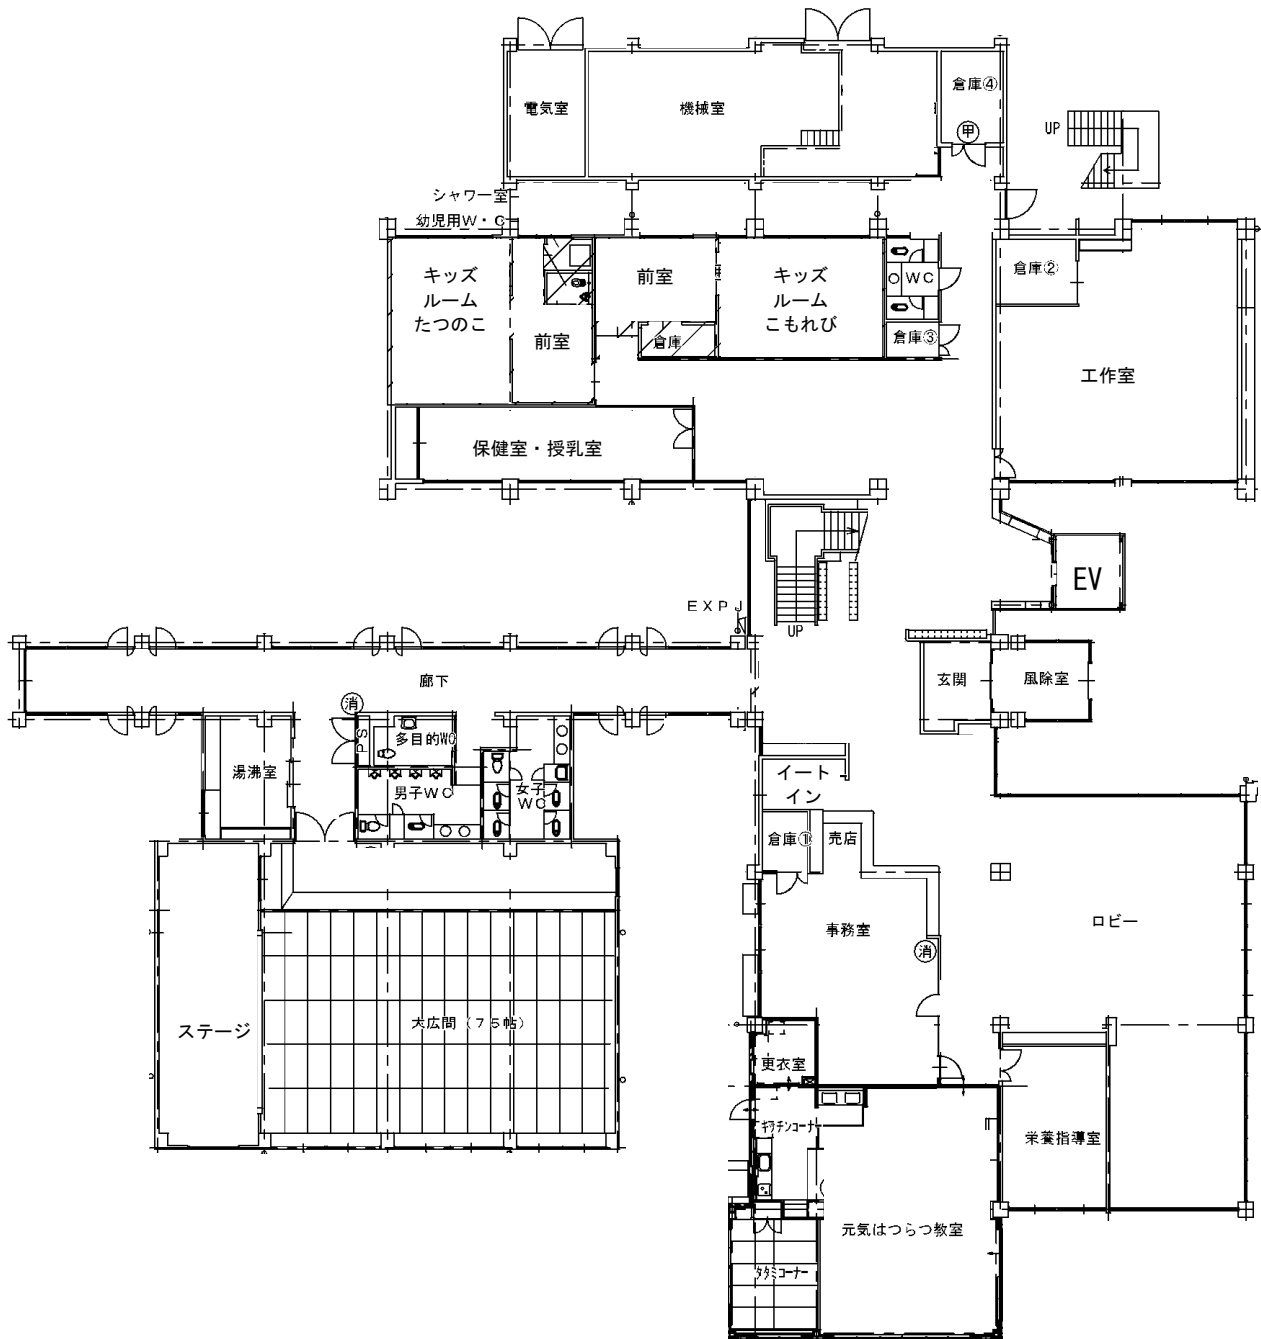 電気室
機械室
倉庫④
甲
UP
シャワー室
幼児用W・C
キッズ
ルーム
たつのこ
前室
前室
倉庫
キッズ
ルーム
こもれび
WC
倉庫③
倉庫②
工作室
保健室・授乳室
EV
EXPJ
UP
廊下
玄関
風除室
消
PS
多目的WC
湯沸室
男子WC
女子
WC
イート
イン
倉庫①
売店
事務室
消
ロビー
ステージ
大広間(75帖)
更衣室
キッチンコーナー
栄養指導室
元気はつらつ教室
タタミコーナー